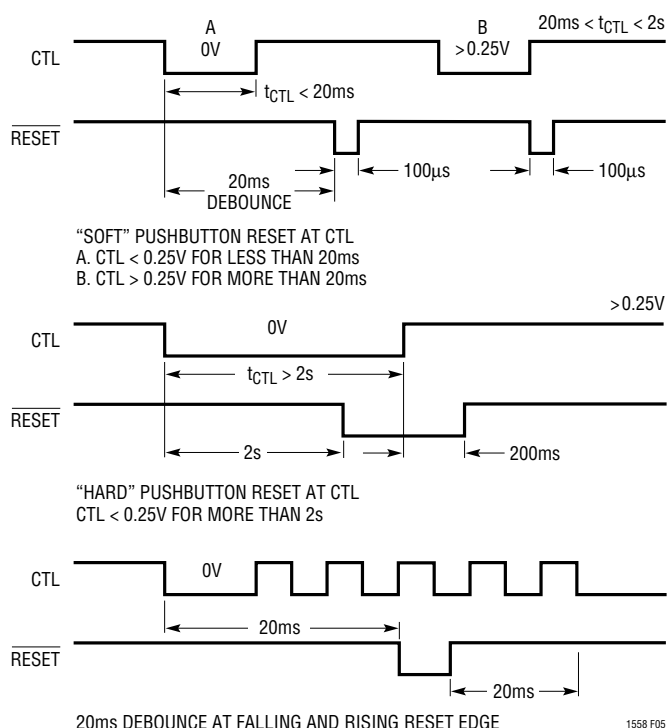 A
0V
B
>0.25V
20ms < tCTL < 2s
CTL
tCTL < 20ms
RESET
100µs
100µs
20ms
DEBOUNCE
“SOFT” PUSHBUTTON RESET AT CTL
A. CTL < 0.25V FOR LESS THAN 20ms
B. CTL > 0.25V FOR MORE THAN 20ms
>0.25V
0V
CTL
tCTL > 2s
RESET
2s
200ms
“HARD” PUSHBUTTON RESET AT CTL
CTL < 0.25V FOR MORE THAN 2s
0V
CTL
20ms
RESET
20ms
20ms DEBOUNCE AT FALLING AND RISING RESET EDGE
1558 F05